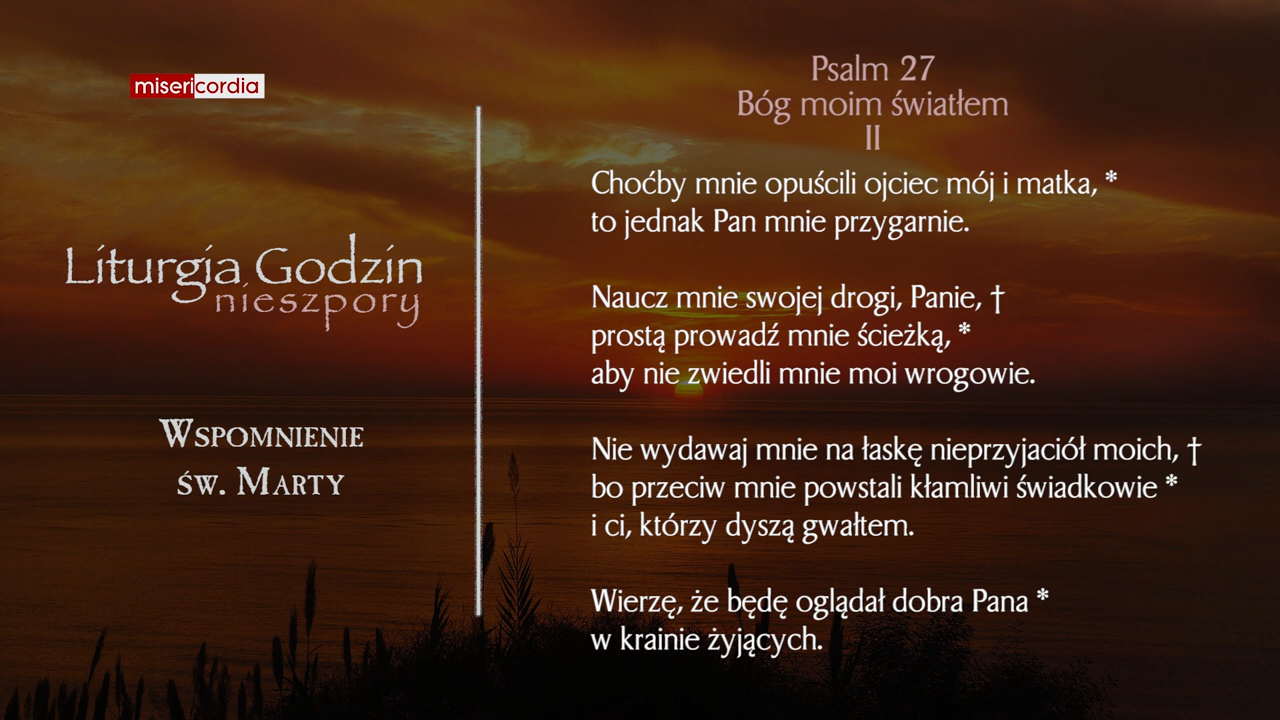 misericordia
Liturgia Godzin
nieszpory
Wspomnienie
św. Marty
Psalm 27
Bóg moim światłem
II
Choćby mnie opuścili ojciec mój i matka, *
to jednak Pan mnie przygarnie.
Naucz mnie swojej drogi, Panie, †
prostą prowadź mnie ścieżką, *
aby nie zwiedli mnie moi wrogowie.
Nie wydawaj mnie na łaskę nieprzyjaciół moich, †
bo przeciw mnie powstali kłamliwi świadkowie *
i ci, którzy dyszą gwałtem.
Wierzę, że będę oglądał dobra Pana *
w krainie żyjących.